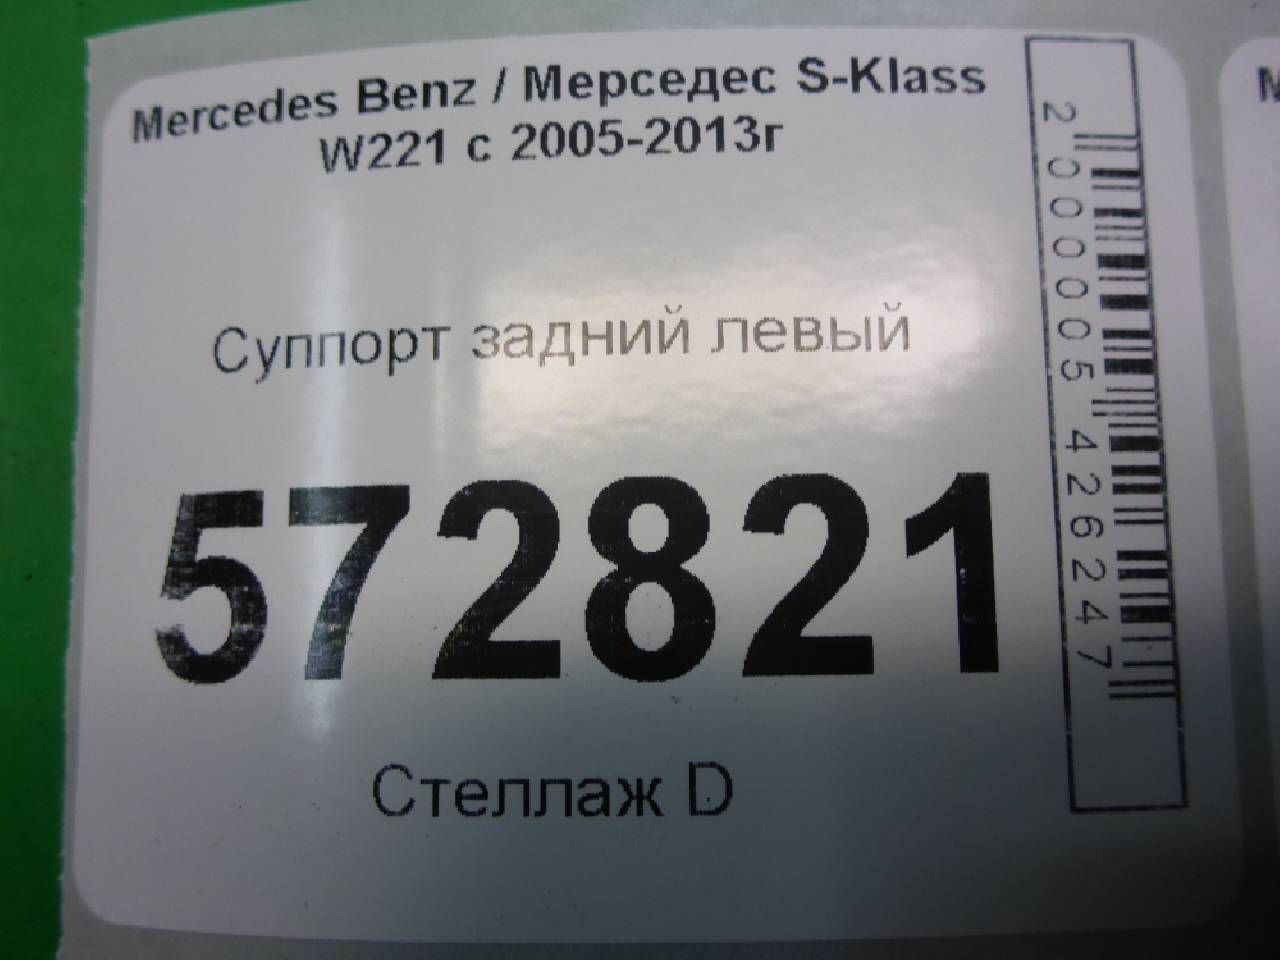 Mercedes Benz / Мерседес S-Klass
W221 с 2005-2013г
Суппорт задний левый
572821
Стеллаж D
2000005426247